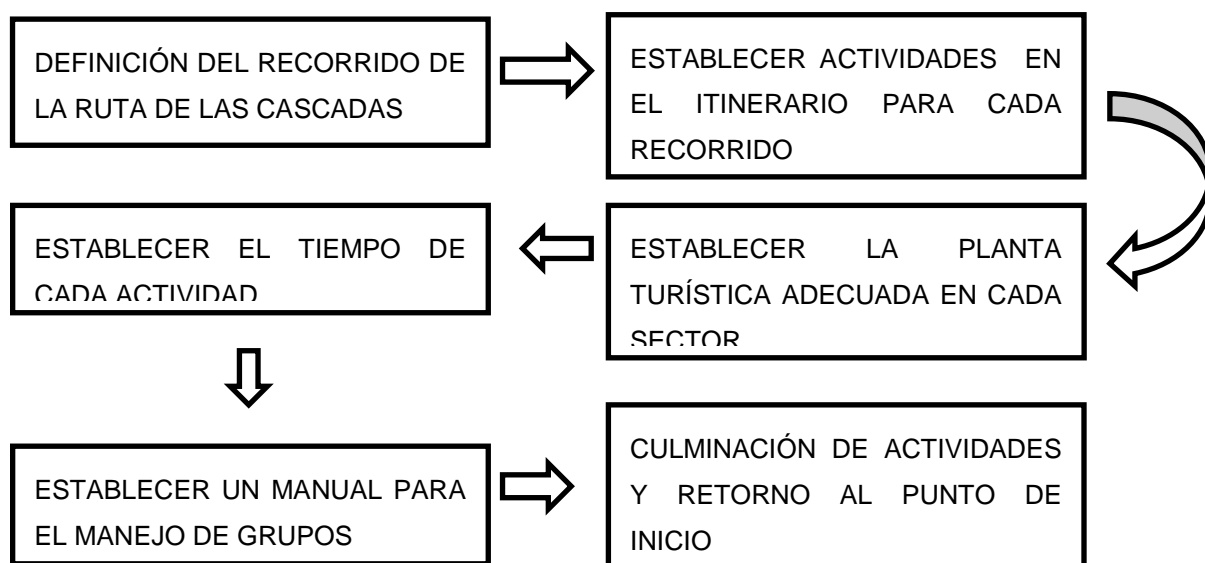 DEFINICIÓN DEL RECORRIDO DE
LA RUTA DE LAS CASCADAS
ESTABLECER ACTIVIDADES EN
EL ITINERARIO PARA CADA
RECORRIDO
ESTABLECER LA PLANTA
TURÍSTICA ADECUADA EN CADA
SECTOR
ESTABLECER EL TIEMPO DE
CADA ACTIVIDAD
ESTABLECER UN MANUAL PARA
EL MANEJO DE GRUPOS
CULMINACIÓN DE ACTIVIDADES
Y RETORNO AL PUNTO DE
INICIO